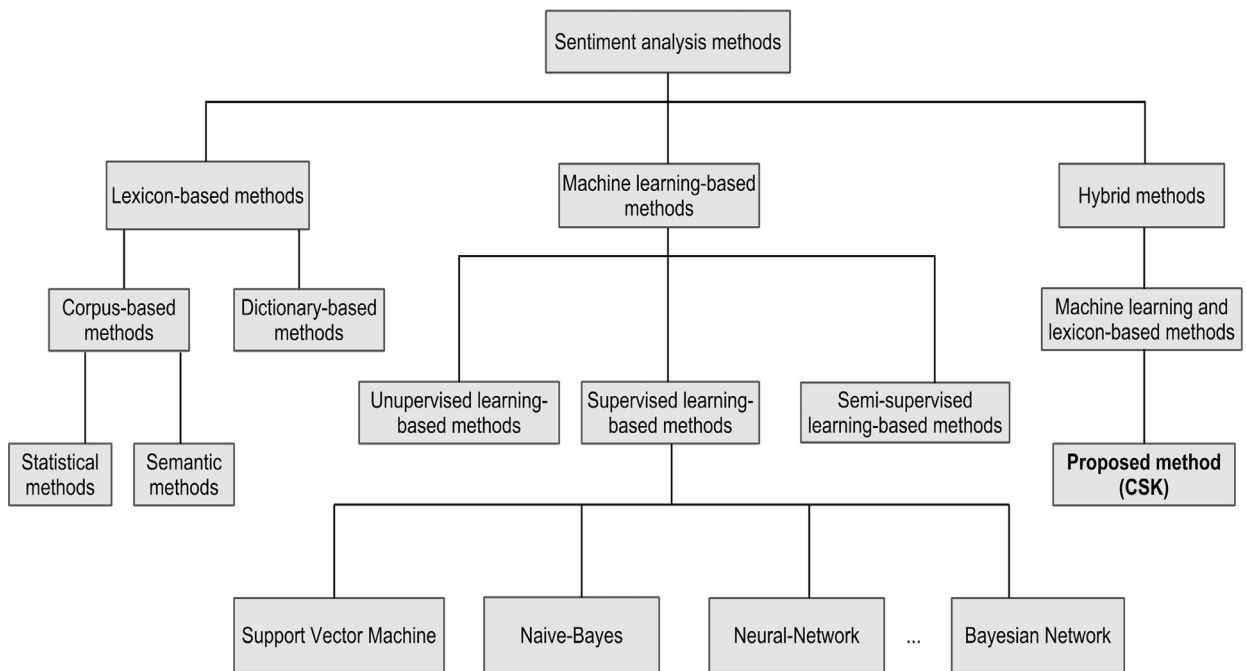 Sentiment analysis methods
Lexicon-based methods
Machine learning-based
methods
Hybrid methods
Corpus-based
methods
Dictionary-based
methods
Machine learning and
lexicon-based methods
Unupervised learning-
based methods
Supervised learning-
based methods
Semi-supervised
learning-based methods
Statistical
methods
Semantic
methods
Proposed method
(CSK)
Support Vector Machine
Naive-Bayes
Neural-Network
...
Bayesian Network